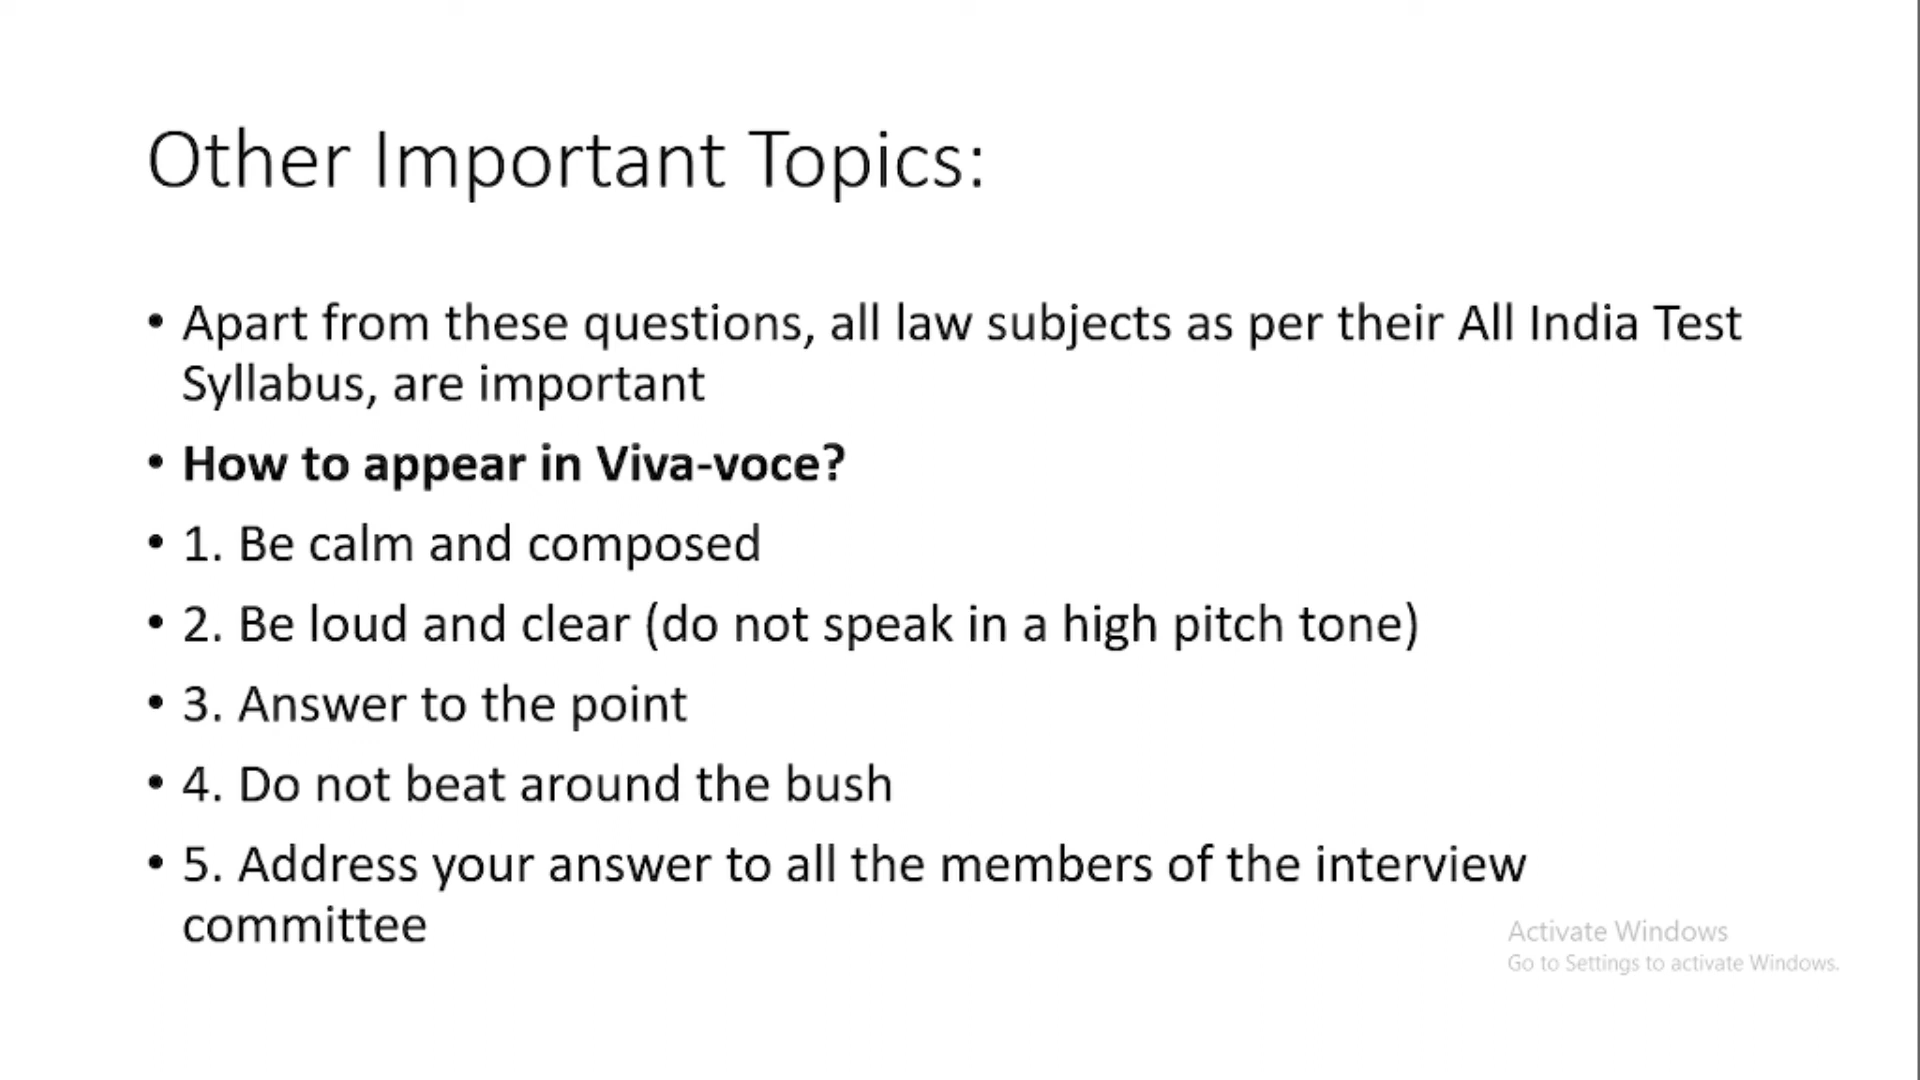 Other Important Topics:
• Apart from these questions, all law subjects as per their All India Test
Syllabus, are important
• How to appear in Viva-voce?
• 1. Be calm and composed
• 2. Be loud and clear (do not speak in a high pitch tone)
• 3. Answer to the point
• 4. Do not beat around the bush
• 5. Address your answer to all the members of the interview
committee
Activate Windows
Go to Settings to activate Windows.